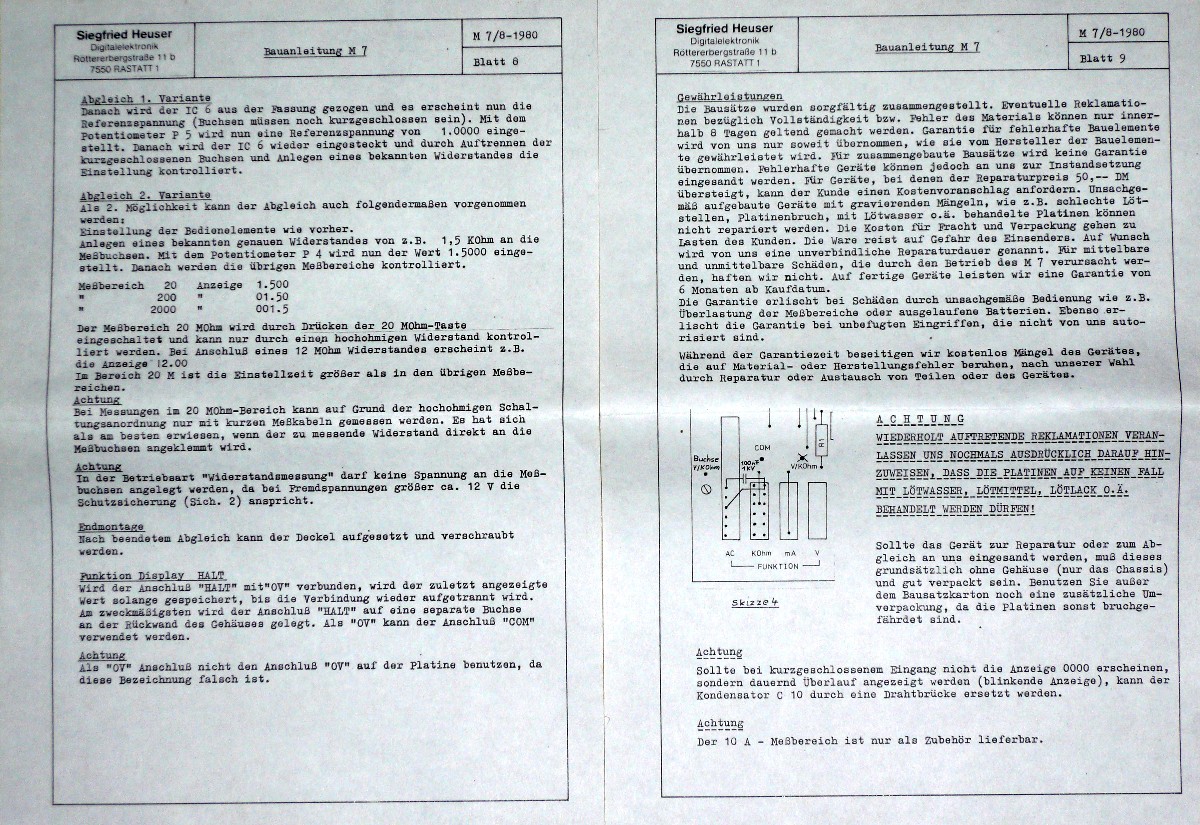 Siegfried Heuser
Digitalelektronik
Röttererbergstraße 11 b
7550 RASTATT 1
Bauanleitung M 7
M 7/8-1980
Blatt 8
Abgleich 1. Variante
Danach wird der IC 6 aus der Fassung gezogen und es erscheint nun die
Referenzspannung (Buchsen müssen noch kurzgeschlossen sein). Mit dem
Potentiometer P 5 wird nun eine Referenzspannung von 1.0000 einge-
stellt. Danach wird der IC 6 wieder eingesteckt und durch Auftrennen der
kurzgeschlossenen Buchsen und Anlegen eines bekannten Widerstandes die
Einstellung kontrolliert.
Abgleich 2. Variante
Als 2. Möglichkeit kann der Abgleich auch folgendermaßen vorgenommen
werden:
Einstellung der Bedienelemente wie vorher.
Anlegen eines bekannten genauen Widerstandes von z.B. 1,5 KOhm an die
Meßbuchsen. Mit dem Potentiometer P 4 wird nun der Wert 1.5000 einge-
stellt. Danach werden die übrigen Meßbereiche kontrolliert.
Meßbereich 20 Anzeige 1.500
" 200 " 01.50
" 2000 " 001.5
Der Meßbereich 20 MOhm wird durch Drücken der 20 MOhm-Taste
eingeschaltet und kann nur durch einen hochohmigen Widerstand kontrol-
liert werden. Bei Anschluß eines 12 MOhm Widerstandes erscheint z.B.
die Anzeige 12.00
Im Bereich 20 M ist die Einstellzeit größer als in den übrigen Meßbe-
reichen.
Achtung
Bei Messungen im 20 MOhm-Bereich kann auf Grund der hochohmigen Schal-
tungsanordnung nur mit kurzen Meßkabeln gemessen werden. Es hat sich
als am besten erwiesen, wenn der zu messende Widerstand direkt an die
Meßbuchsen angeklemmt wird.
Achtung
In der Betriebsart "Widerstandsmessung" darf keine Spannung an die Meß-
buchsen angelegt werden, da bei Fremdspannungen größer ca. 12 V die
Schutzsicherung (Sich. 2) anspricht.
Endmontage
Nach beendetem Abgleich kann der Deckel aufgesetzt und verschraubt
werden.
Funktion Display HALT
Wird der Anschluß "HALT" mit"OV" verbunden, wird der zuletzt angezeigte
Wert solange gespeichert, bis die Verbindung wieder aufgetrannt wird.
Am zweckmäßigsten wird der Anschluß "HALT" auf eine separate Buchse
an der Rückwand des Gehäuses gelegt. Als "OV" kann der Anschluß "COM"
verwendet werden.
Achtung
Als "OV" Anschluß nicht den Anschluß "OV" auf der Platine benutzen, da
diese Bezeichnung falsch ist.
Siegfried Heuser
Digitalelektronik
Röttererbergstraße 11 b
7550 RASTATT 1
Bauanleitung M 7
M 7/8-1980
Blatt 9
Gewährleistungen
Die Bausätze wurden sorgfältig zusammengestellt. Eventuelle Reklamatio-
nen bezüglich Vollständigkeit bzw. Fehler des Materials können nur inner-
halb 8 Tagen geltend gemacht werden. Garantie für fehlerhafte Bauelemente
wird von uns nur soweit übernommen, wie sie vom Hersteller der Bauelemen-
te gewährleistet wird. Für zusammengebaute Bausätze wird keine Garantie
übernommen. Fehlerhafte Geräte können jedoch an uns zur Instandsetzung
eingesandt werden. Für Geräte, bei denen der Reparaturpreis 50,-- DM
übersteigt, kann der Kunde einen Kostenvoranschlag anfordern. Unsachge-
mäß aufgebaute Geräte mit gravierenden Mängeln, wie z.B. schlechte Löt-
stellen, Platinenbruch, mit Lötwasser o.ä. behandelte Platinen können
nicht repariert werden. Die Kosten für Fracht und Verpackung gehen zu
Lasten des Kunden. Die Ware reist auf Gefahr des Einsenders. Auf Wunsch
wird von uns eine unverbindliche Reparaturdauer genannt. Für mittelbare
und unmittelbare Schäden, die durch den Betrieb des M 7 verursacht wer-
den, haften wir nicht. Auf fertige Geräte leisten wir eine Garantie von
6 Monaten ab Kaufdatum.
Die Garantie erlischt bei Schäden durch unsachgemäße Bedienung wie z.B.
Überlastung der Meßbereiche oder ausgelaufene Batterien. Ebenso er-
lischt die Garantie bei unbefugten Eingriffen, die nicht von uns auto-
risiert sind.
Während der Garantiezeit beseitigen wir kostenlos Mängel des Gerätes,
die auf Material- oder Herstellungsfehler beruhen, nach unserer Wahl
durch Reparatur oder Austausch von Teilen oder des Gerätes.
Buchse
V/KOhm
COM
100nF
1KV
V/KOhm
R1
AC KOhm mA V
FUNKTION
Skizze 4
A C H T U N G
WIEDERHOLT AUFTRETENDE REKLAMATIONEN VERAN-
LASSEN UNS NOCHMALS AUSDRÜCKLICH DARAUF HIN-
ZUWEISEN, DASS DIE PLATINEN AUF KEINEN FALL
MIT LÖTWASSER, LÖTMITTEL, LÖTLACK O.Ä.
BEHANDELT WERDEN DÜRFEN!
Sollte das Gerät zur Reparatur oder zum Ab-
gleich an uns eingesandt werden, muß dieses
grundsätzlich ohne Gehäuse (nur das Chassis)
und gut verpackt sein. Benutzen Sie außer
dem Bausatzkarton noch eine zusätzliche Um-
verpackung, da die Platinen sonst bruchge-
fährdet sind.
Achtung
Sollte bei kurzgeschlossenem Eingang nicht die Anzeige 0000 erscheinen,
sondern dauernd Überlauf angezeigt werden (blinkende Anzeige), kann der
Kondensator C 10 durch eine Drahtbrücke ersetzt werden.
Achtung
Der 10 A - Meßbereich ist nur als Zubehör lieferbar.